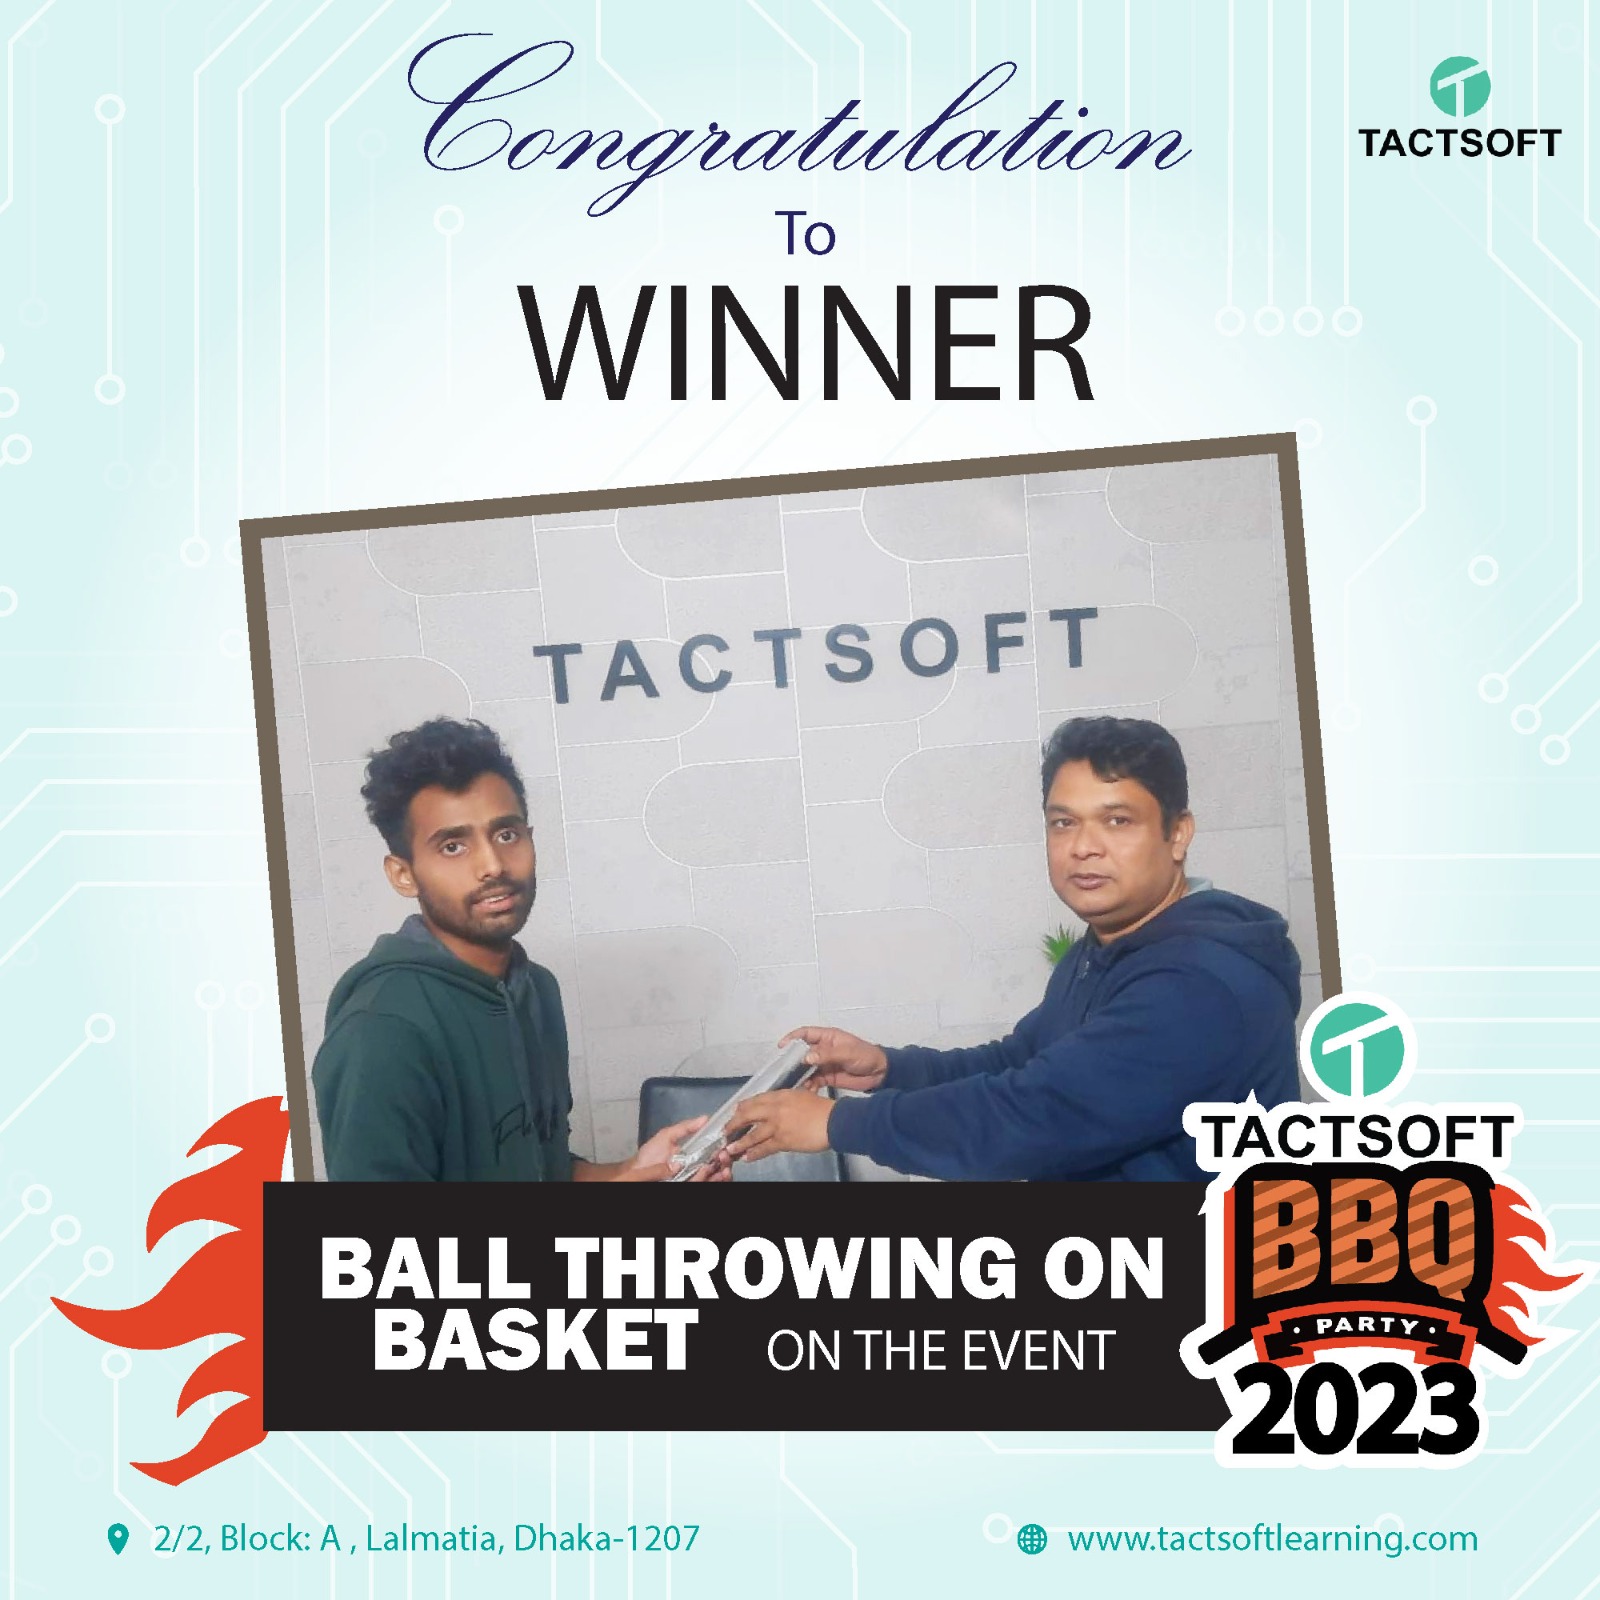 Congratulation
TACTSOFT
To
WINNER
TACTSOFT
TACTSOFT
BBQ
PARTY
2023
BALL THROWING ON
BASKET ON THE EVENT
2/2, Block: A , Lalmatia, Dhaka-1207
www.tactsoftlearning.com